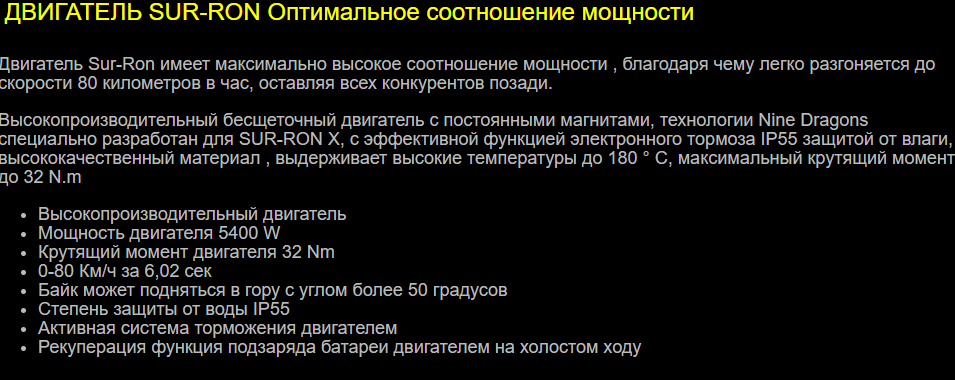 ДВИГАТЕЛЬ SUR-RON Оптимальное соотношение мощности
Двигатель Sur-Ron имеет максимально высокое соотношение мощности , благодаря чему легко разгоняется до
скорости 80 километров в час, оставляя всех конкурентов позади.
Высокопроизводительный бесщеточный двигатель с постоянными магнитами, технологии Nine Dragons
специально разработан для SUR-RON X, с эффективной функцией электронного тормоза IP55 защитой от влаги,
высококачественный материал , выдерживает высокие температуры до 180 ° С, максимальный крутящий момент
до 32 N.m
• Высокопроизводительный двигатель
• Мощность двигателя 5400 W
• Крутящий момент двигателя 32 Nm
• 0-80 Км/ч за 6,02 сек
• Байк может подняться в гору с углом более 50 градусов
• Степень защиты от воды IP55
• Активная система торможения двигателем
• Рекуперация функция подзаряда батареи двигателем на холостом ходу